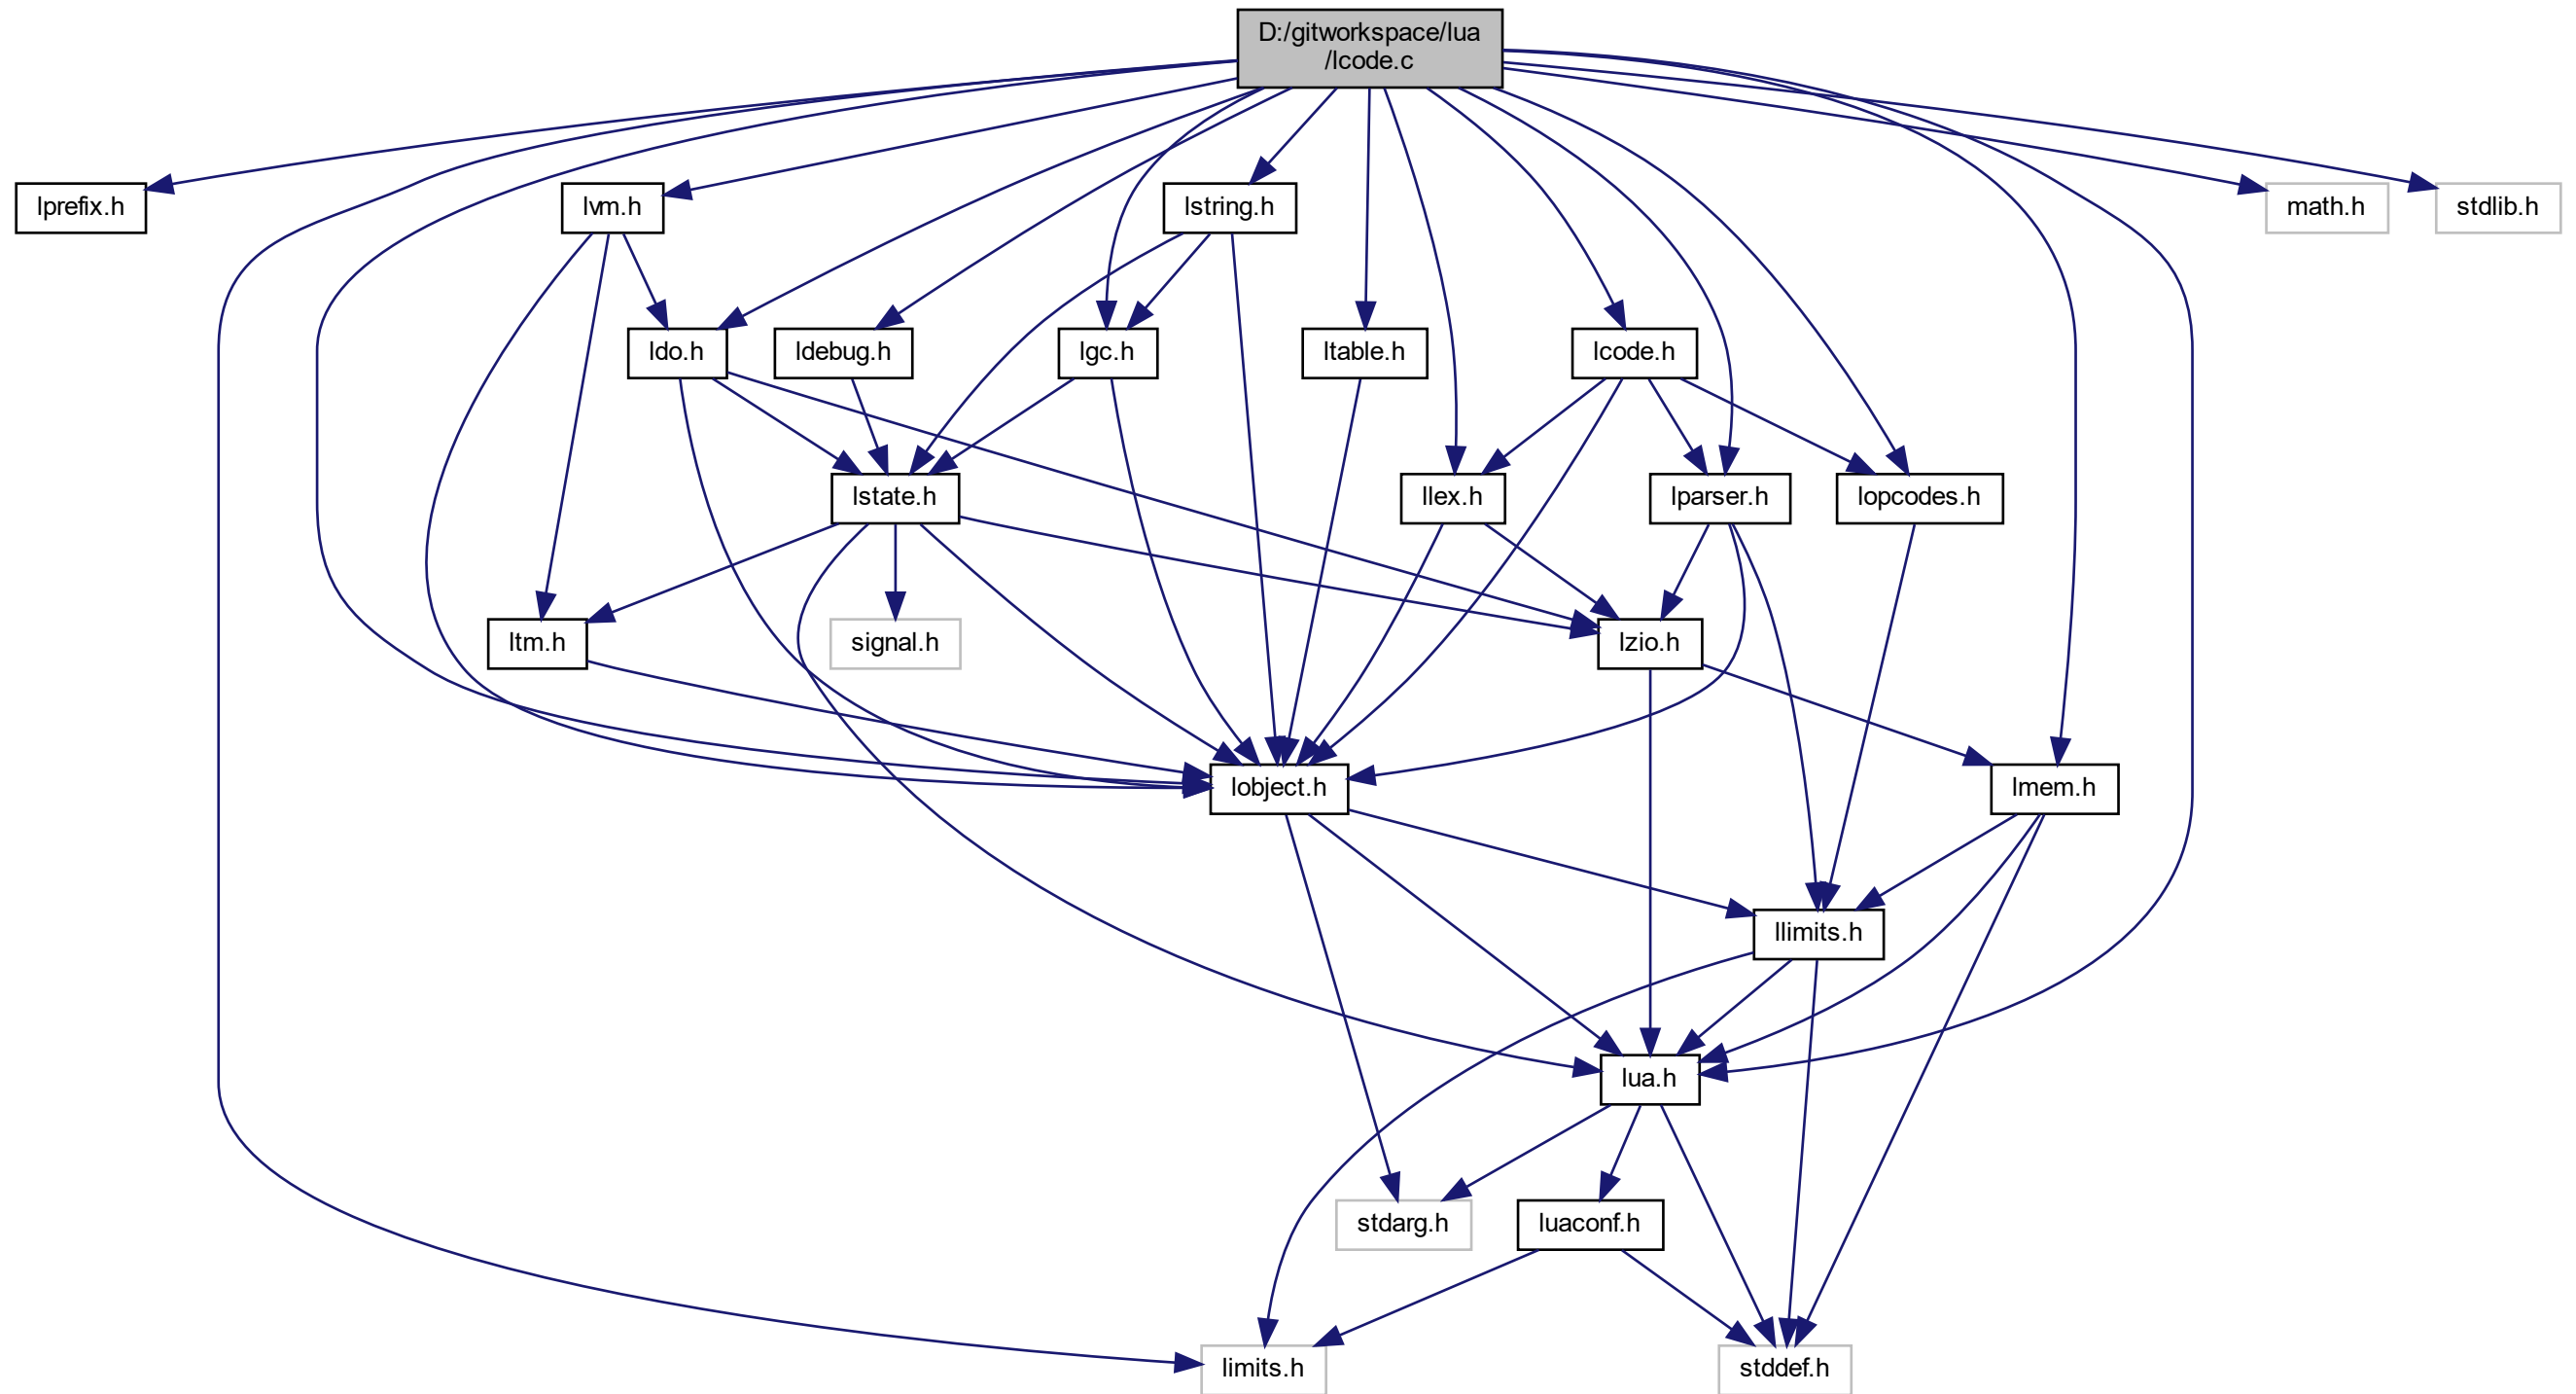 D:/gitworkspace/lua
/lcode.c
lprefix.h
lvm.h
lstring.h
math.h
stdlib.h
ldo.h
ldebug.h
lgc.h
ltable.h
lcode.h
lstate.h
llex.h
lparser.h
lopcodes.h
ltm.h
signal.h
lzio.h
lobject.h
lmem.h
llimits.h
lua.h
stdarg.h
luaconf.h
limits.h
stddef.h